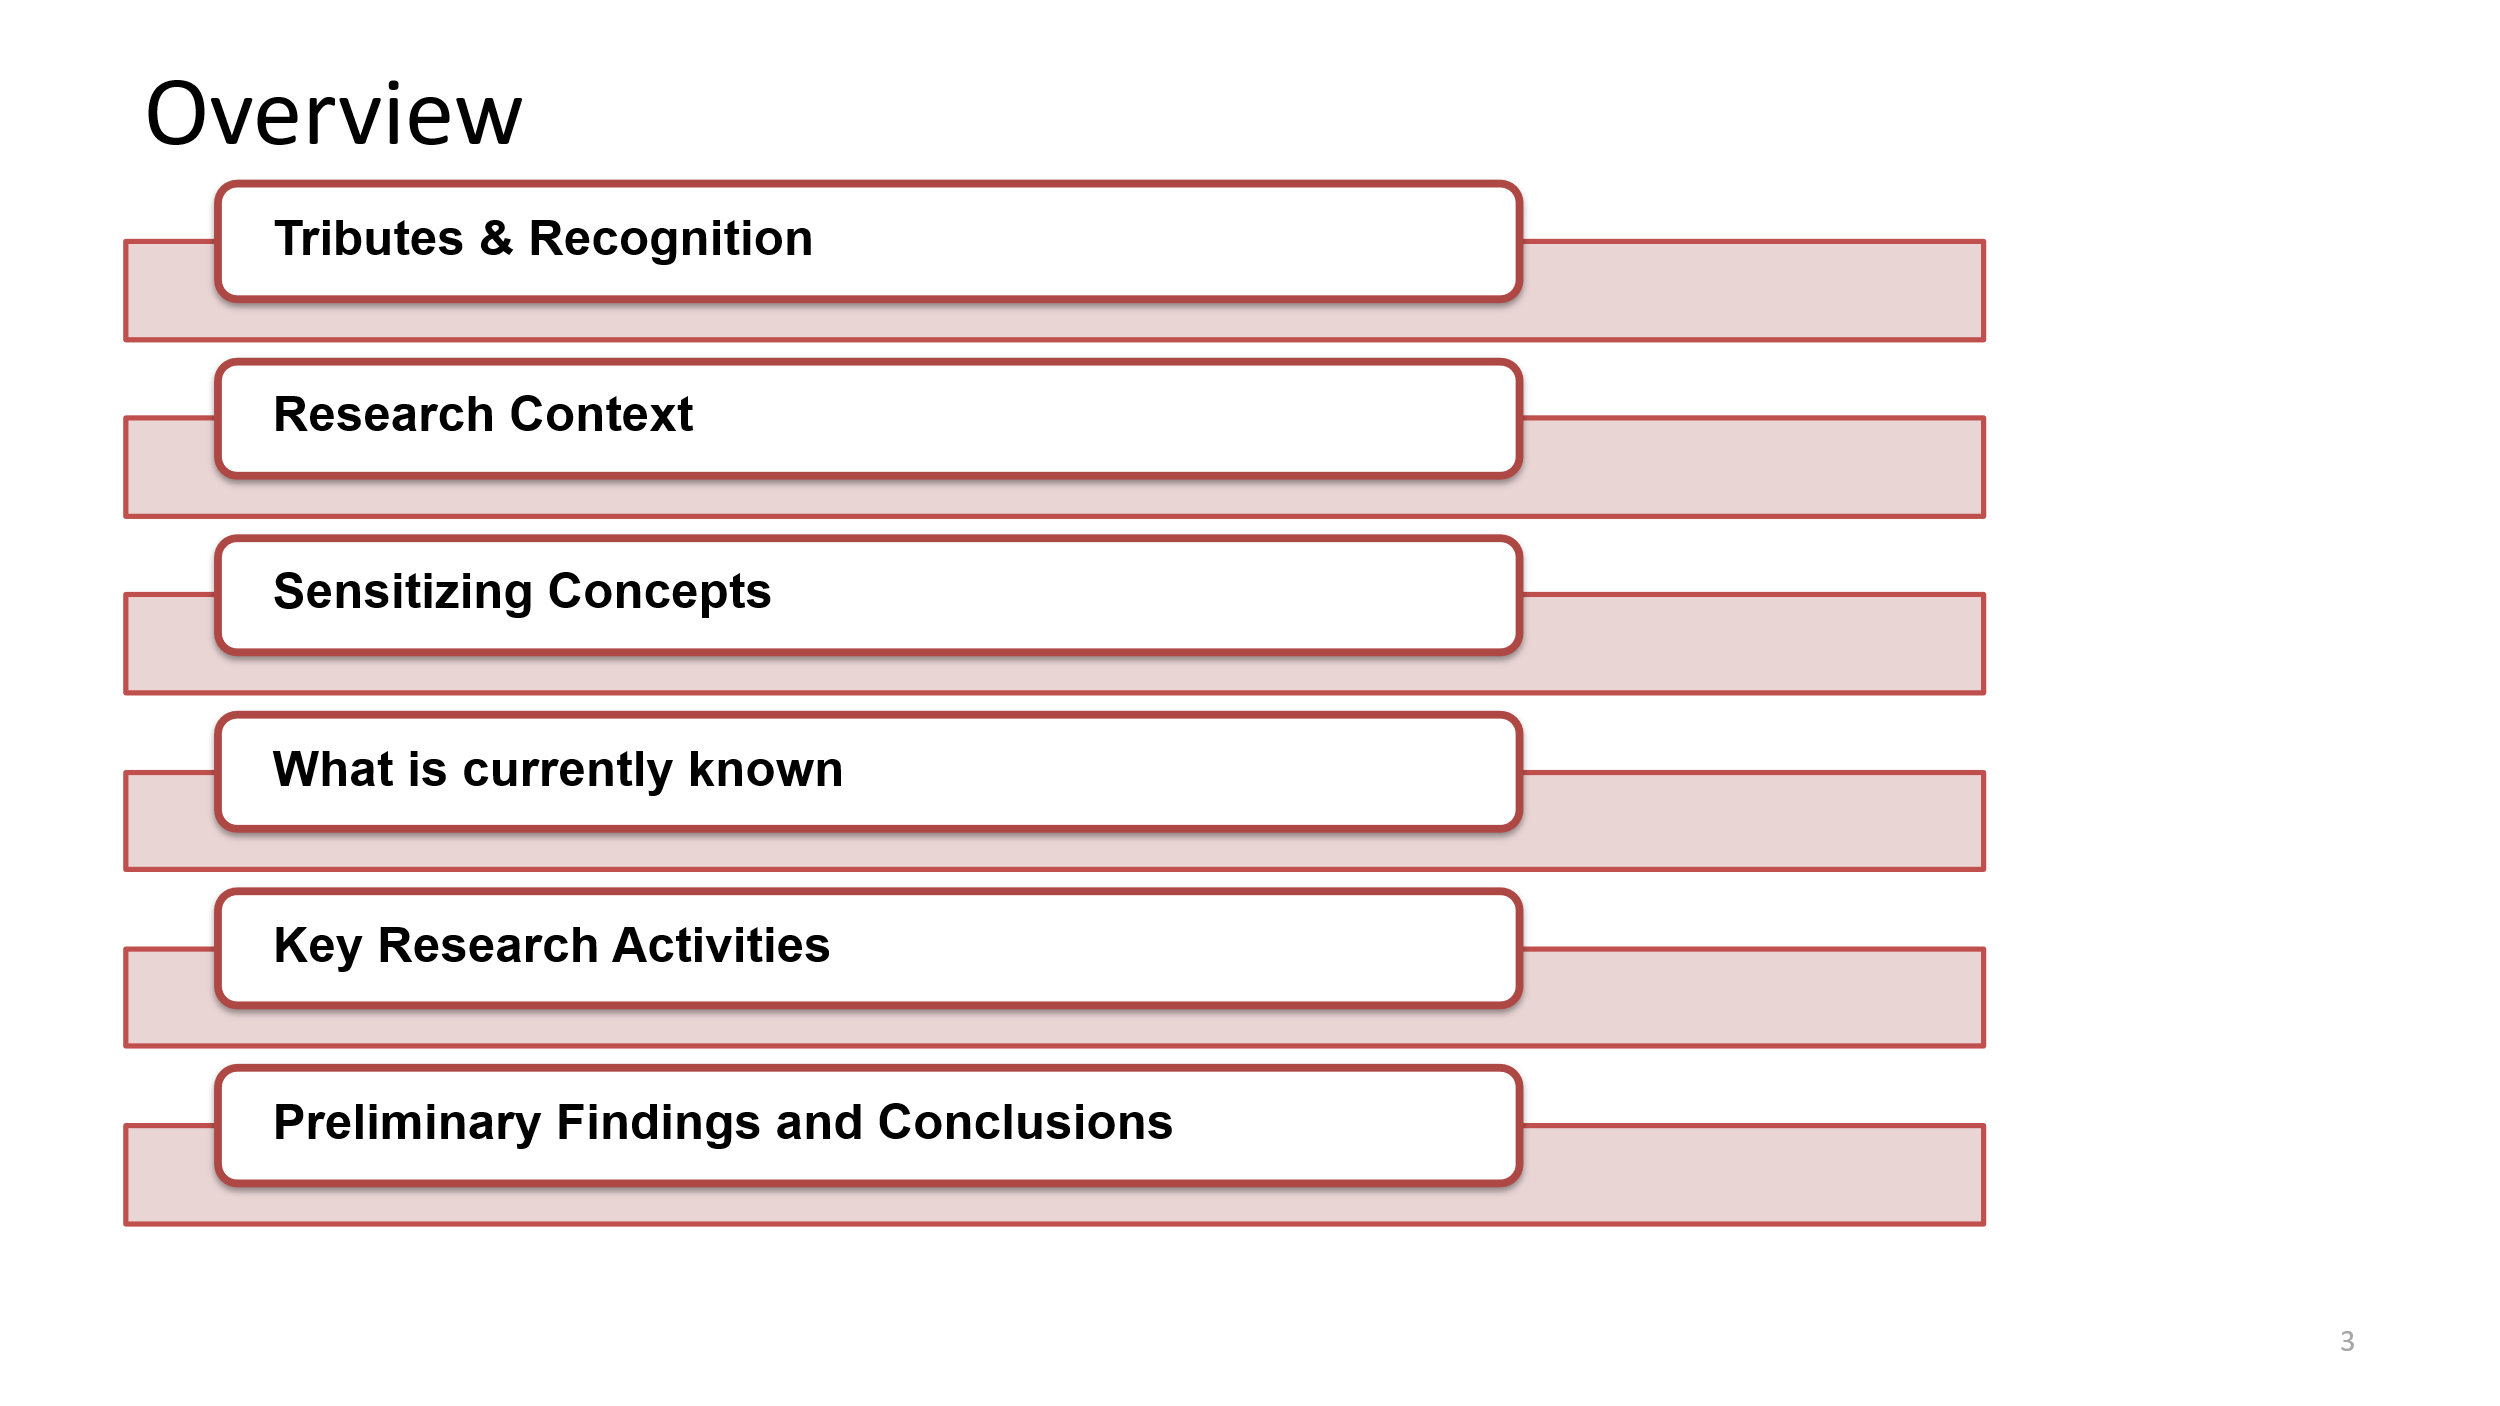 Overview
Tributes & Recognition
Research Context
Sensitizing Concepts
What is currently known
Key Research Activities
Preliminary Findings and Conclusions
3